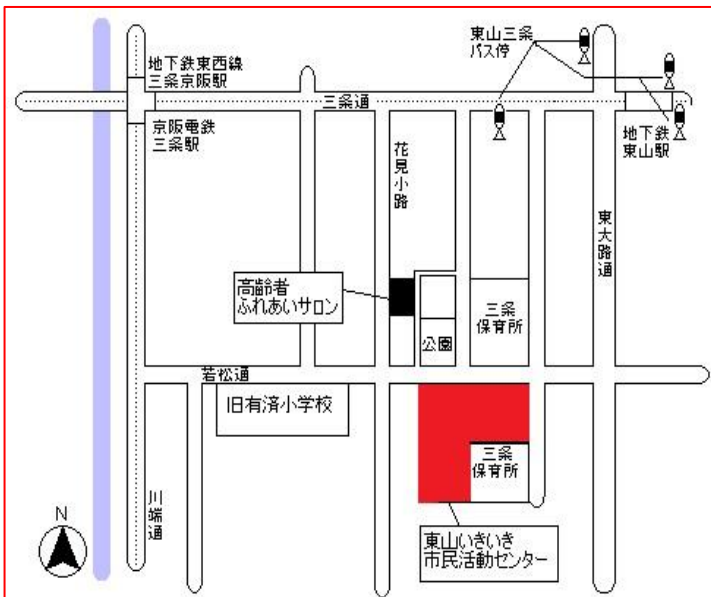 地下鉄東西線
三条京阪駅
東山三条
バス停
三条通
京阪電鉄
三条駅
地下鉄
東山駅
花見小路
東大路通
高齢者
ふれあいサロン
三条
保育所
公園
若松通
旧有済小学校
三条
保育所
川端通
N
東山いきいき
市民活動センター